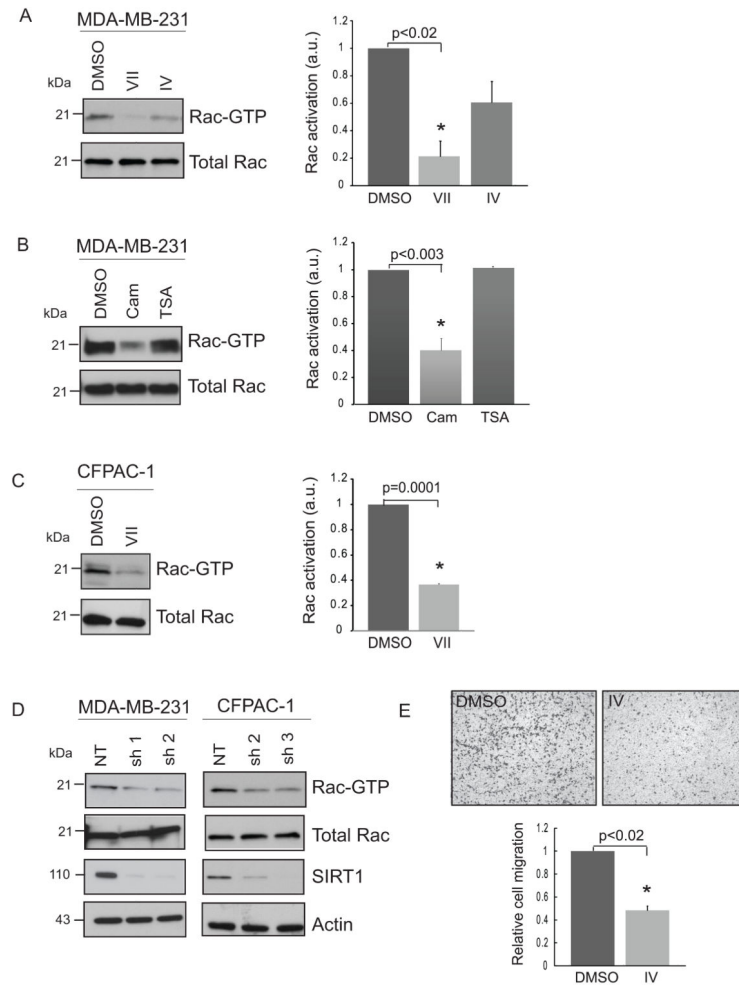 A
MDA-MB-231
kDa
DMSO
VII
IV
21
Rac-GTP
21
Total Rac
Rac activation (a.u.)
1.2
1
0.8
0.6
0.4
0.2
0
p<0.02
*
DMSO
VII
IV
B
MDA-MB-231
kDa
DMSO
Cam
TSA
21
Rac-GTP
21
Total Rac
Rac activation (a.u.)
1.2
1
0.8
0.6
0.4
0.2
0
p<0.003
*
DMSO
Cam
TSA
C
CFPAC-1
kDa
DMSO
VII
21
Rac-GTP
21
Total Rac
Rac activation (a.u.)
1.2
1
0.8
0.6
0.4
0.2
0
p=0.0001
*
DMSO
VII
D
MDA-MB-231
CFPAC-1
kDa
NT
sh 1
sh 2
NT
sh 2
sh 3
21
Rac-GTP
21
Total Rac
110
SIRT1
43
Actin
E
DMSO
IV
Relative cell migration
1.2
1
0.8
0.6
0.4
0.2
0
p<0.02
*
DMSO
IV